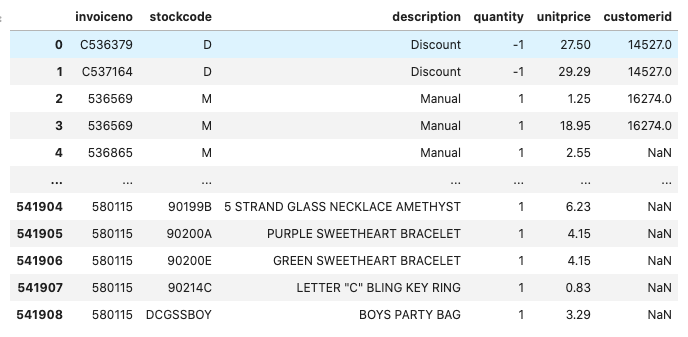 invoiceno stockcode description quantity unitprice customerid
0 C536379 D Discount -1 27.50 14527.0
1 C537164 D Discount -1 29.29 14527.0
2 536569 M Manual 1 1.25 16274.0
3 536569 M Manual 1 18.95 16274.0
4 536865 M Manual 1 2.55 NaN
... ... ... ... ... ... ...
541904 580115 90199B 5 STRAND GLASS NECKLACE AMETHYST 1 6.23 NaN
541905 580115 90200A PURPLE SWEETHEART BRACELET 1 4.15 NaN
541906 580115 90200E GREEN SWEETHEART BRACELET 1 4.15 NaN
541907 580115 90214C LETTER "C" BLING KEY RING 1 0.83 NaN
541908 580115 DCGSSBOY BOYS PARTY BAG 1 3.29 NaN